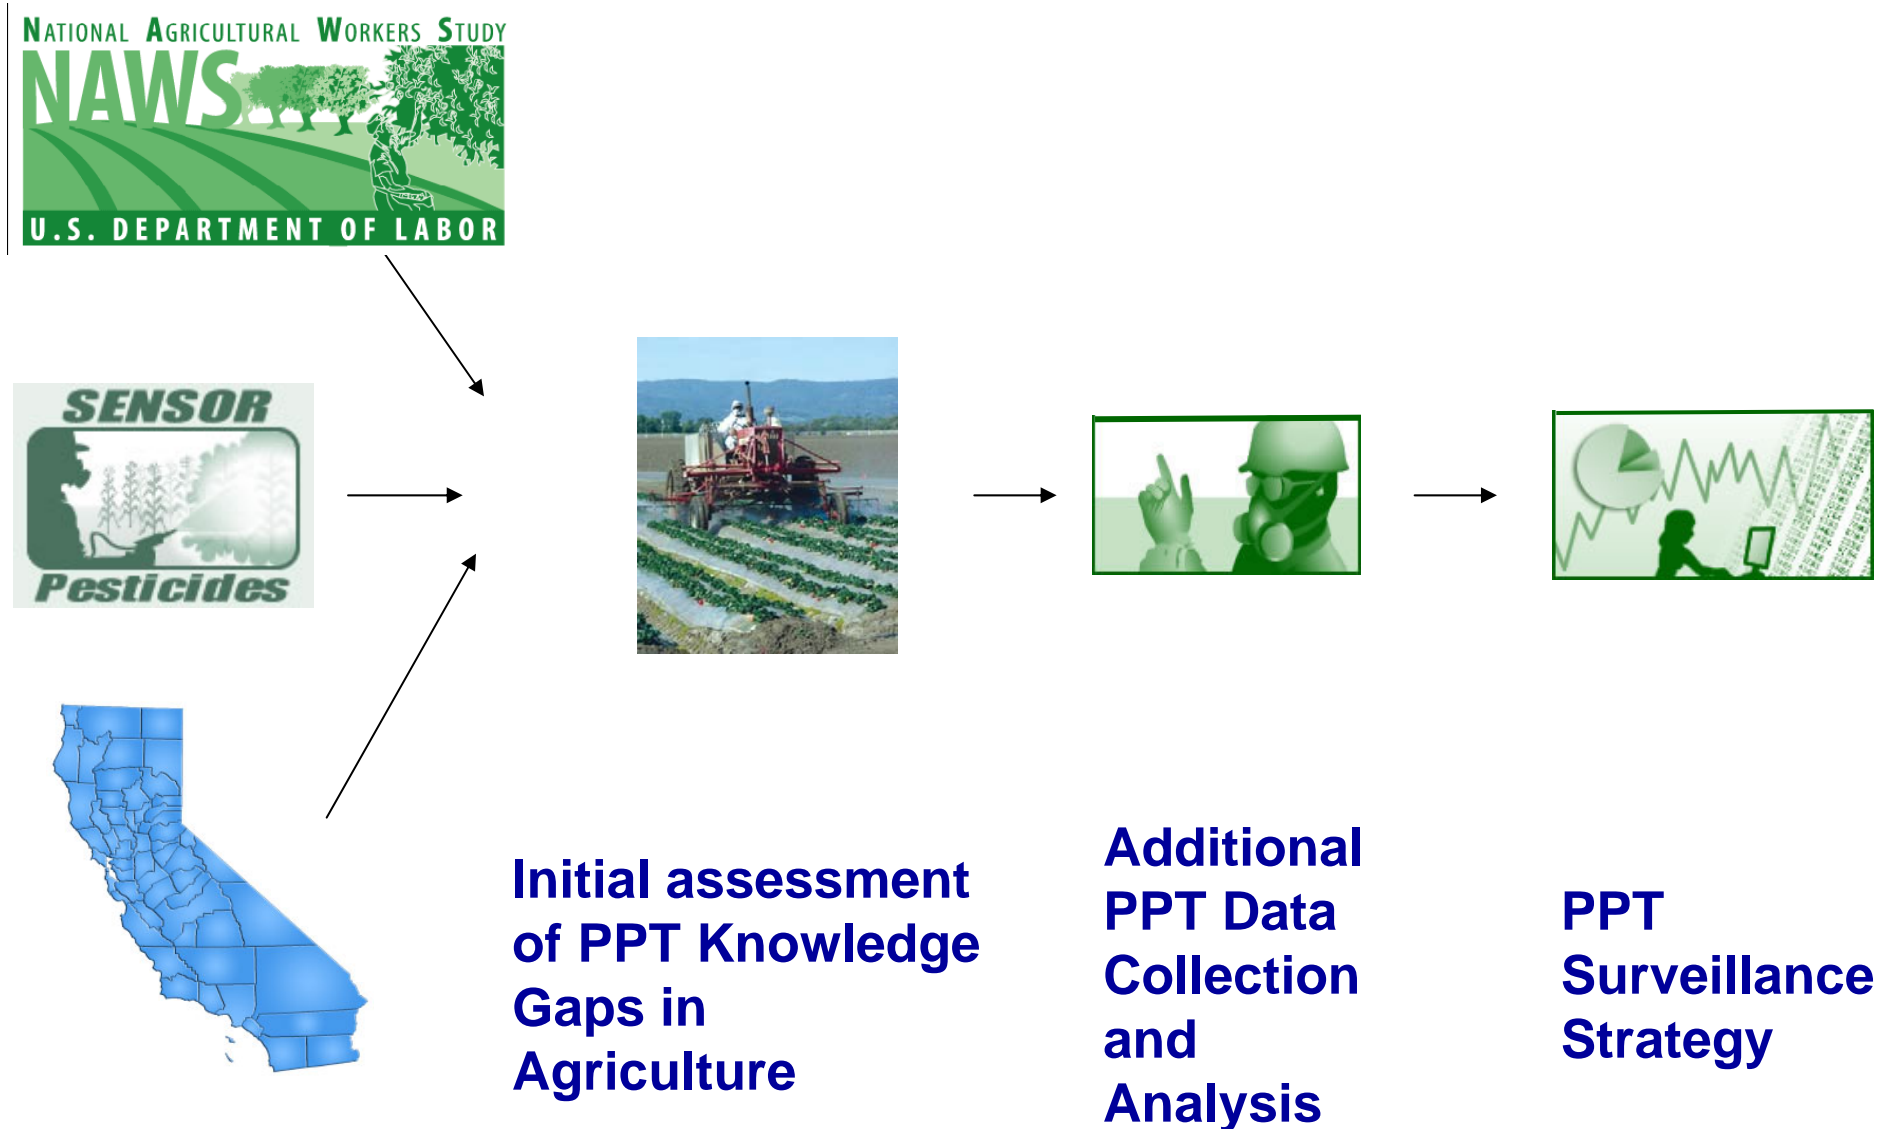 NATIONAL AGRICULTURAL WORKERS STUDY
NAWS
U.S. DEPARTMENT OF LABOR
SENSOR
Pesticides
Initial assessment
of PPT Knowledge
Gaps in
Agriculture
Additional
PPT Data
Collection
and
Analysis
PPT
Surveillance
Strategy